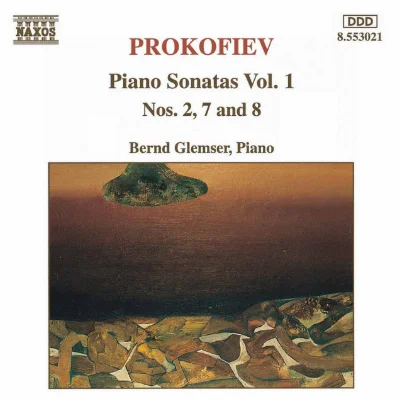 NAXOS
DDD
8.553021
PROKOFIEV
Piano Sonatas Vol. 1
Nos. 2, 7 and 8
Bernd Glemser, Piano